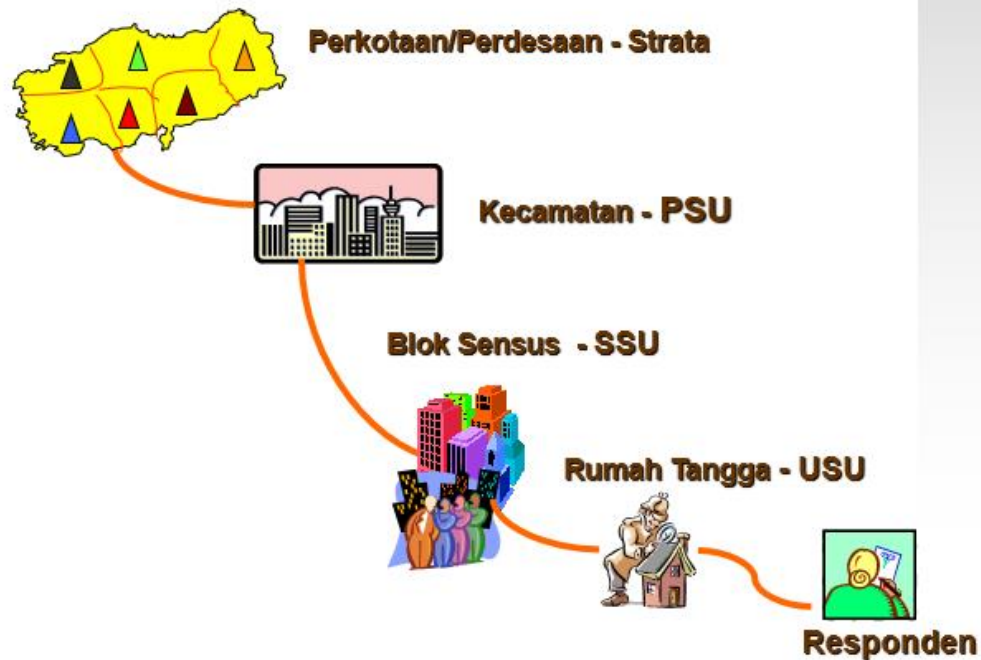 Perkotaan/Perdesaan - Strata
Kecamatan - PSU
Blok Sensus - SSU
Rumah Tangga - USU
Responden